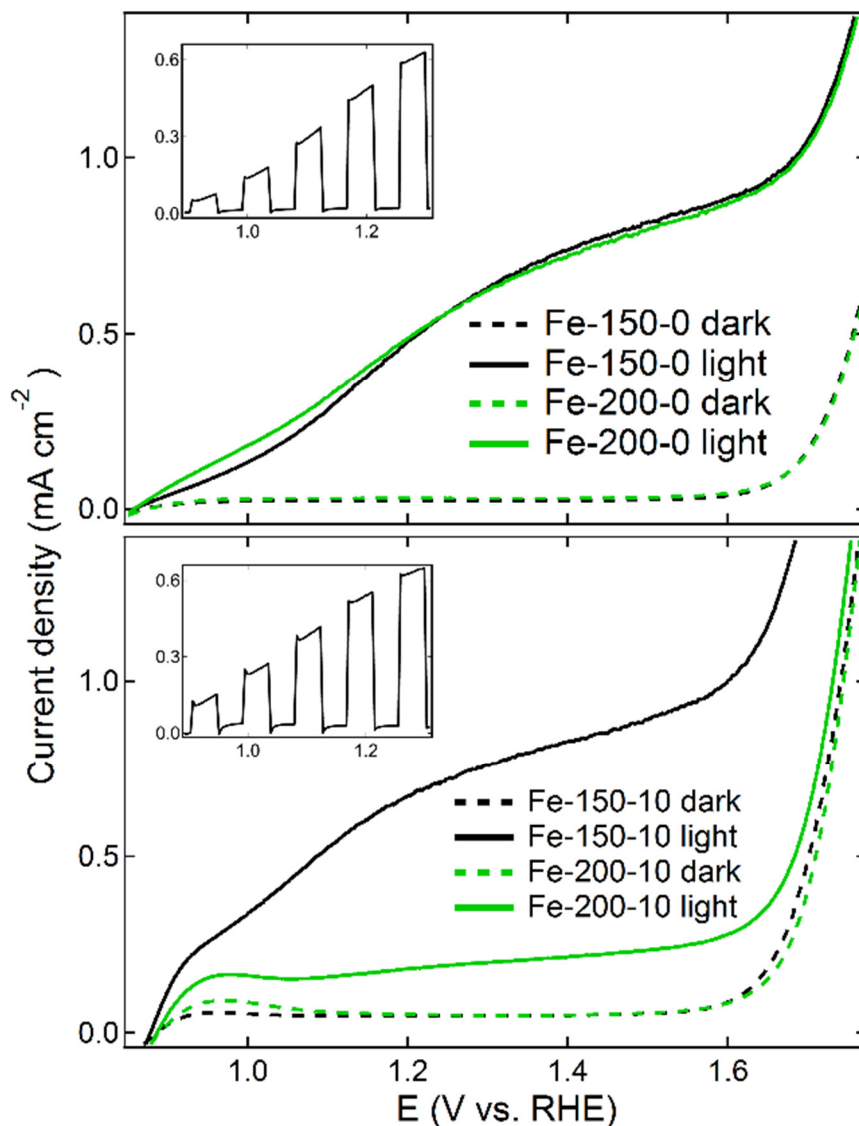 0.6
0.3
0.0
1.0 1.2
1.0
0.5
0.0
Fe-150-0 dark
Fe-150-0 light
Fe-200-0 dark
Fe-200-0 light
Current density (mA cm⁻²)
0.6
0.3
0.0
1.0 1.2
1.0
0.5
0.0
Fe-150-10 dark
Fe-150-10 light
Fe-200-10 dark
Fe-200-10 light
1.0 1.2 1.4 1.6
E (V vs. RHE)